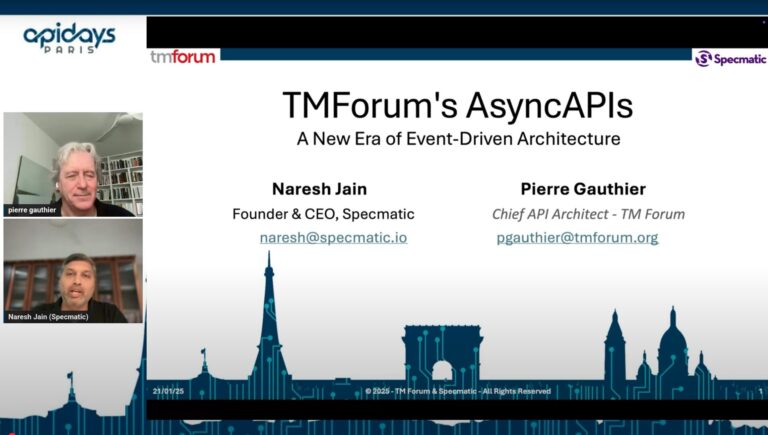 apidays
PARIS
tmforum
Specmatic
TMForum's AsyncAPIs
A New Era of Event-Driven Architecture
Naresh Jain
Founder & CEO, Specmatic
naresh@specmatic.io
Pierre Gauthier
Chief API Architect - TM Forum
pgauthier@tmforum.org
pierre gauthier
Naresh Jain (Specmatic)
21/01/25
© 2025 - TM Forum & Specmatic - All Rights Reserved
1